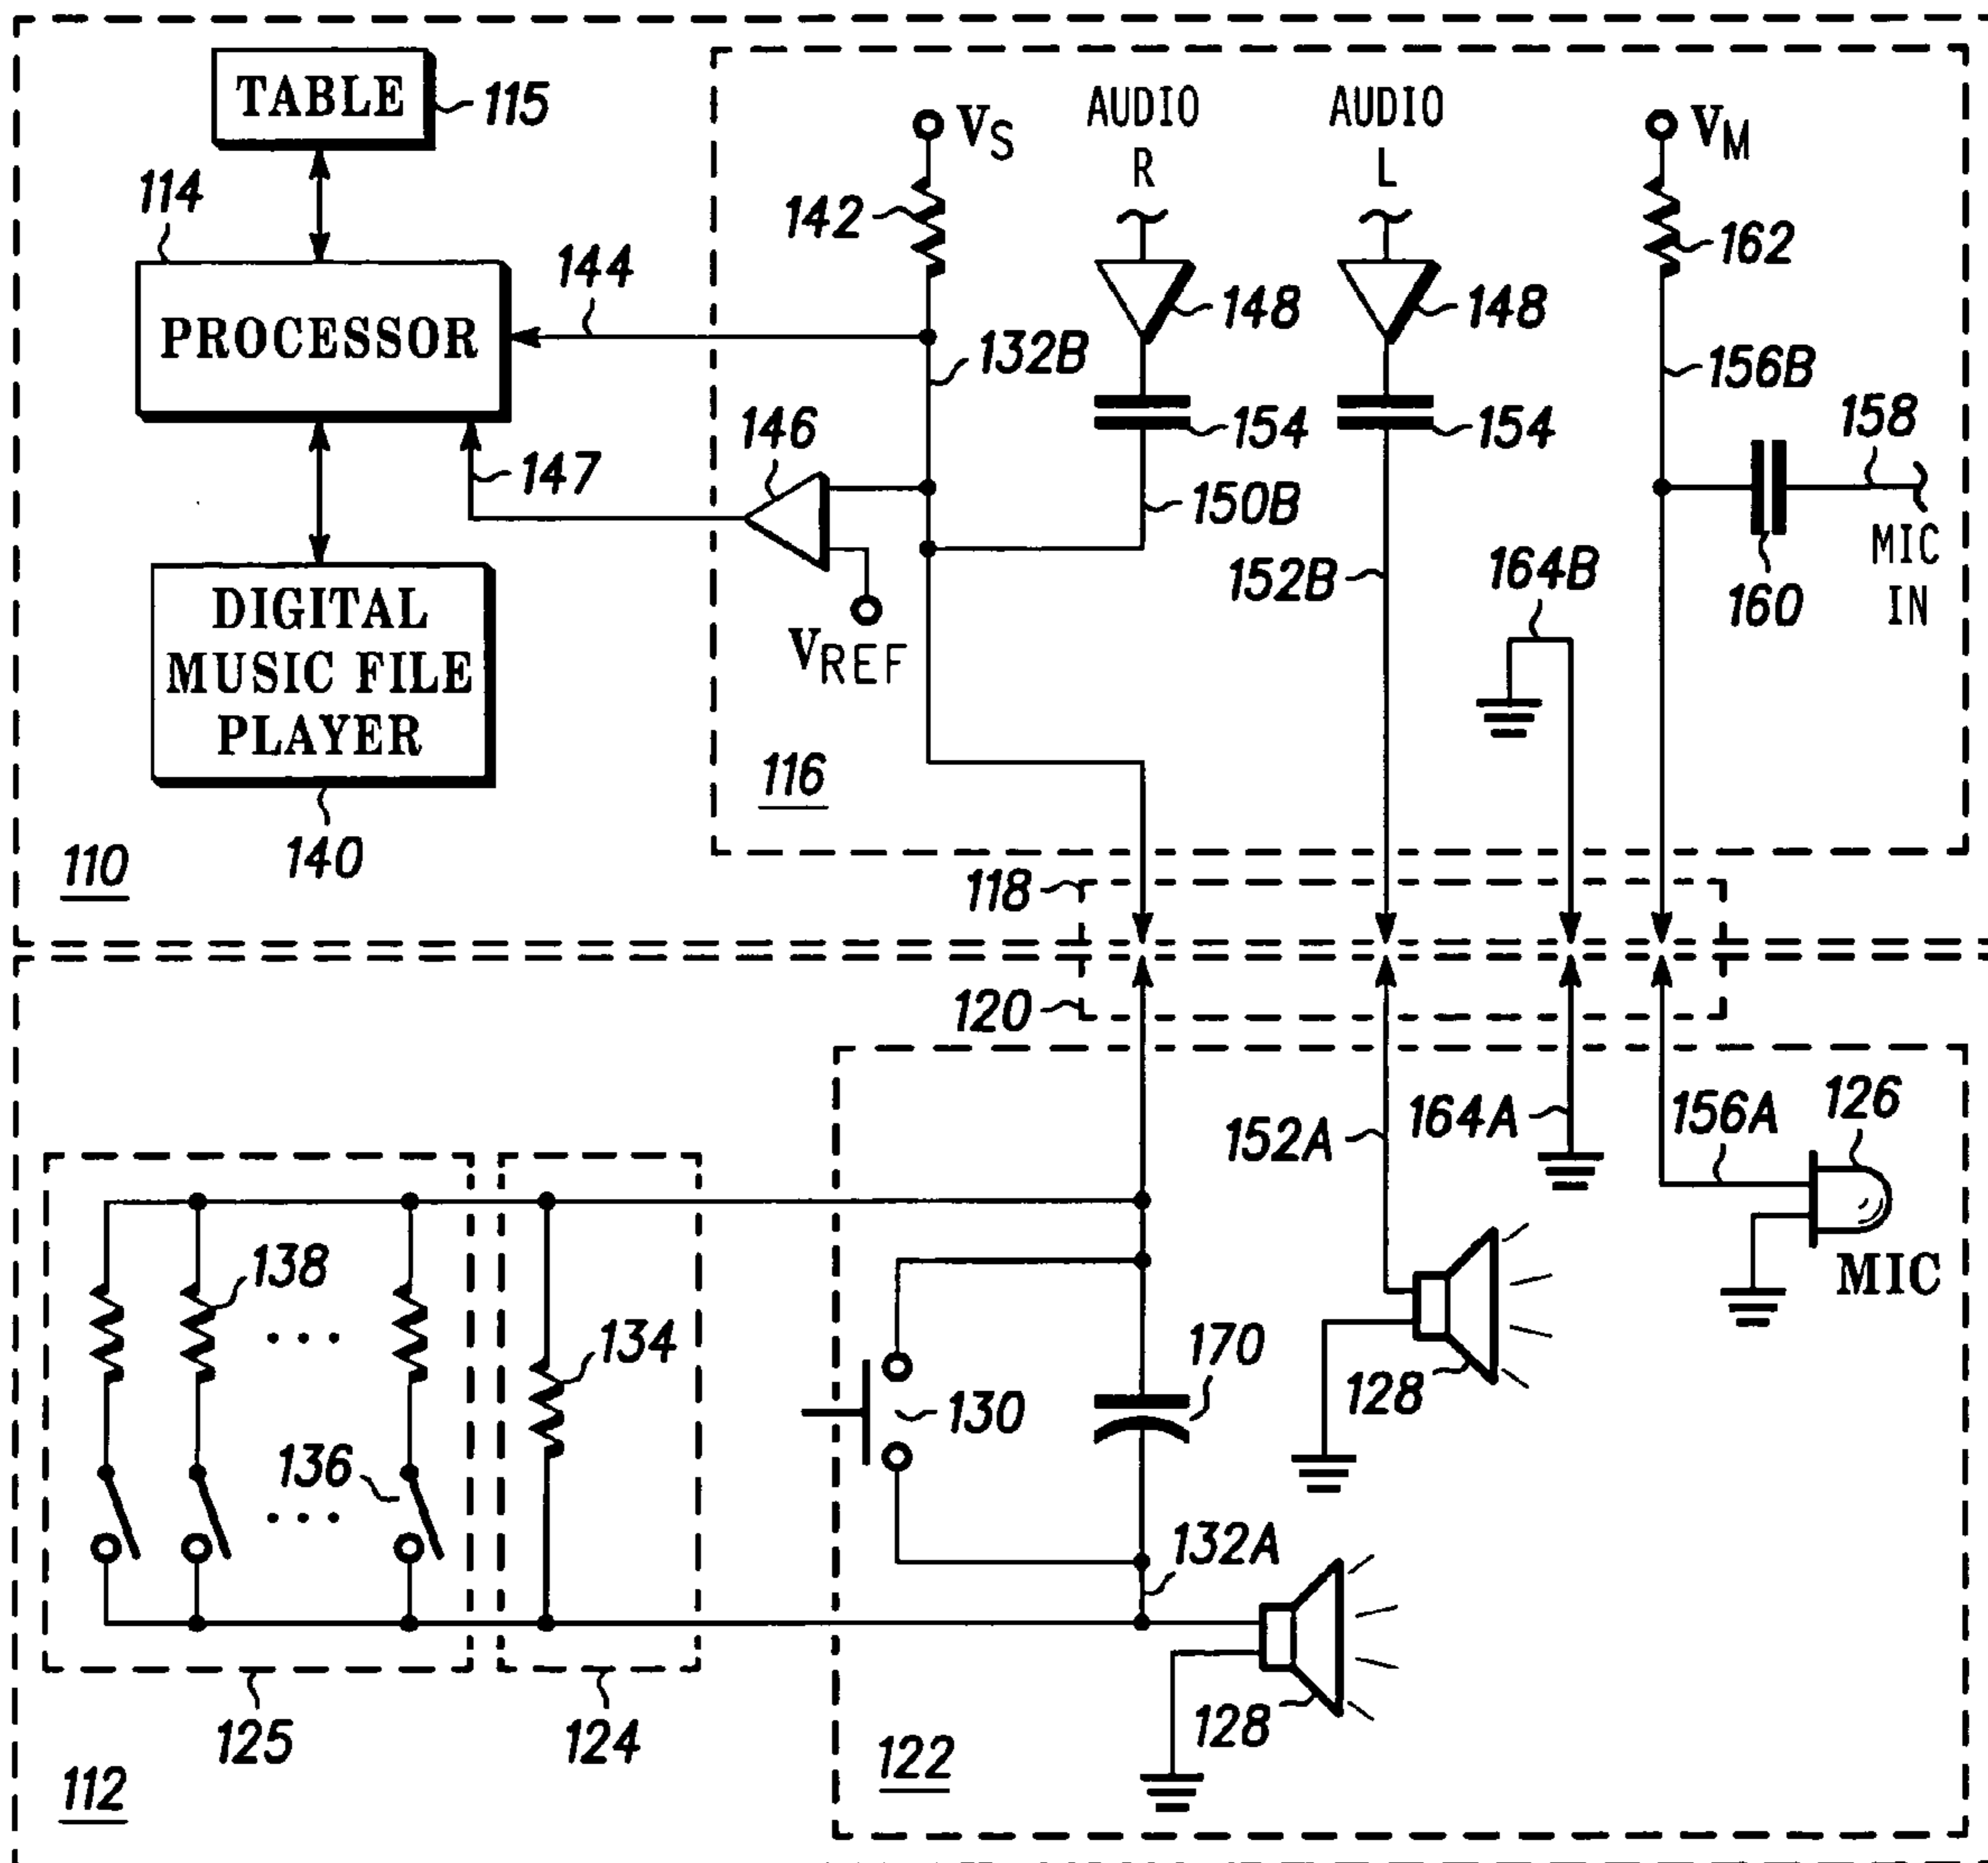 TABLE
115
114
PROCESSOR
144
147
DIGITAL
MUSIC FILE
PLAYER
140
110
VS
142
132B
146
VREF
116
AUDIO
R
148
154
150B
AUDIO
L
148
154
152B
164B
VM
162
156B
158
160
MIC
IN
118
120
152A
164A
156A
126
MIC
138
136
134
130
170
128
132A
128
125
124
122
112